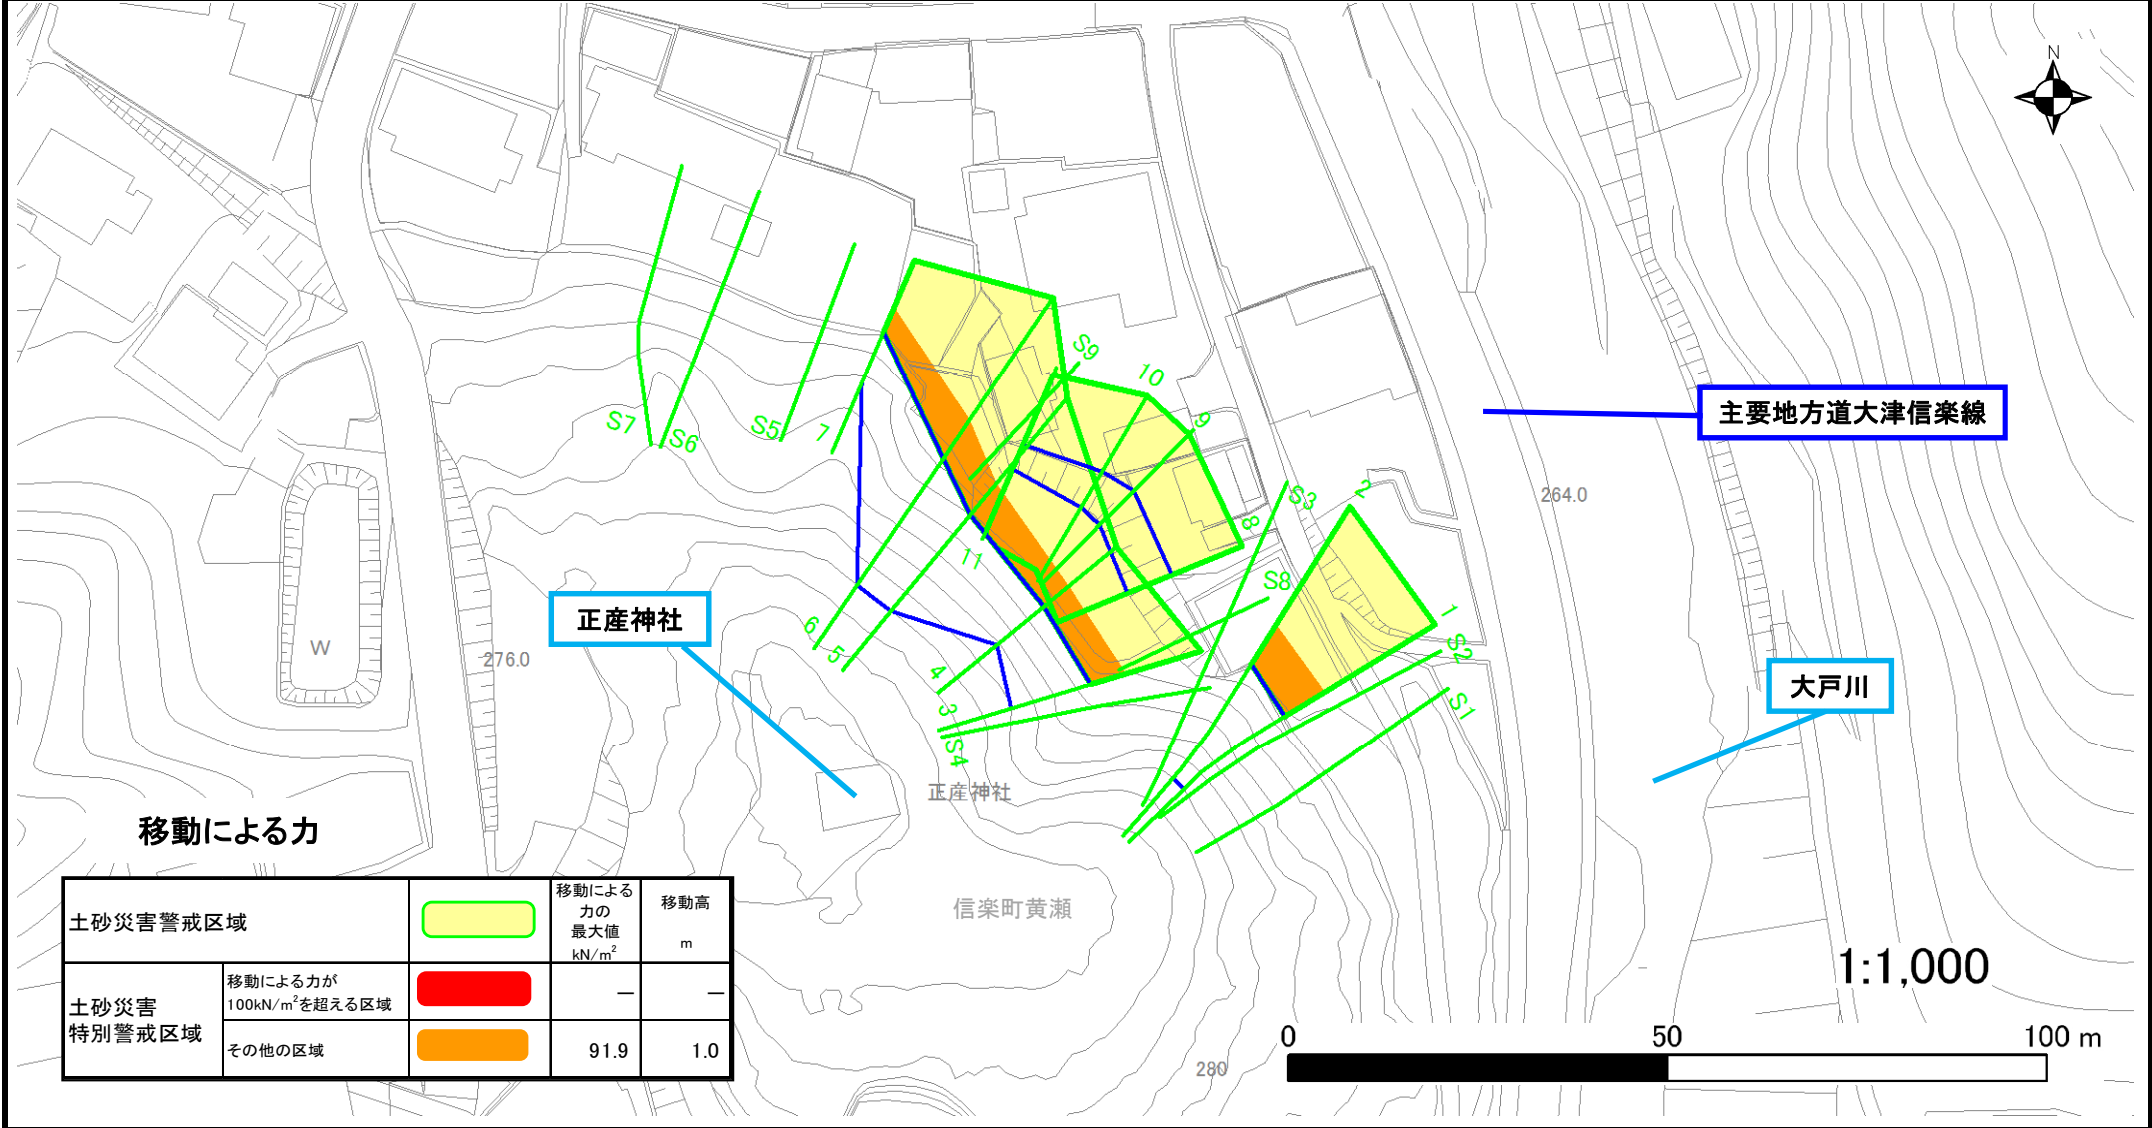 N
S9
10
9
S7
S6
S5
7
主要地方道大津信楽線
264.0
S3
2
8
11
S8
正産神社
1
6
S2
5
W
276.0
4
大戸川
3
S1
S4
正産神社
移動による力
信楽町黄瀬
土砂災害警戒区域
移動による
力の
最大値
kN/m²
移動高
m
土砂災害
特別警戒区域
移動による力が
100kN/m²を超える区域
―
―
その他の区域
91.9
1.0
1:1,000
0
50
100 m
280